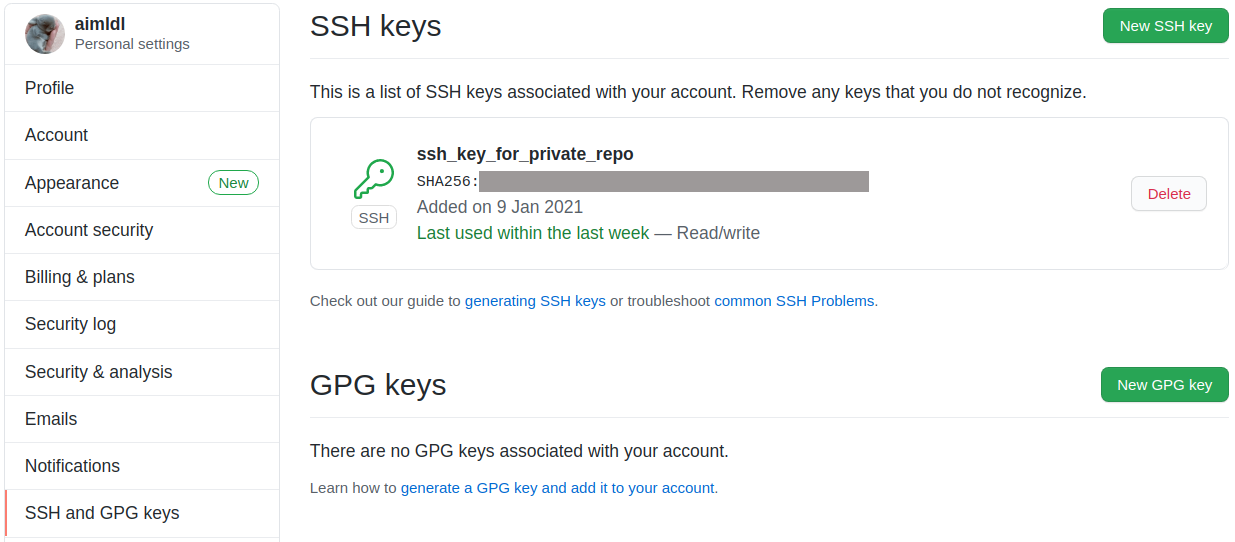 aimldl
Personal settings
Profile
Account
Appearance New
Account security
Billing & plans
Security log
Security & analysis
Emails
Notifications
SSH and GPG keys
SSH keys New SSH key
This is a list of SSH keys associated with your account. Remove any keys that you do not recognize.
ssh_key_for_private_repo
SHA256:
Added on 9 Jan 2021
Last used within the last week — Read/write
SSH
Delete
Check out our guide to generating SSH keys or troubleshoot common SSH Problems.
GPG keys New GPG key
There are no GPG keys associated with your account.
Learn how to generate a GPG key and add it to your account.